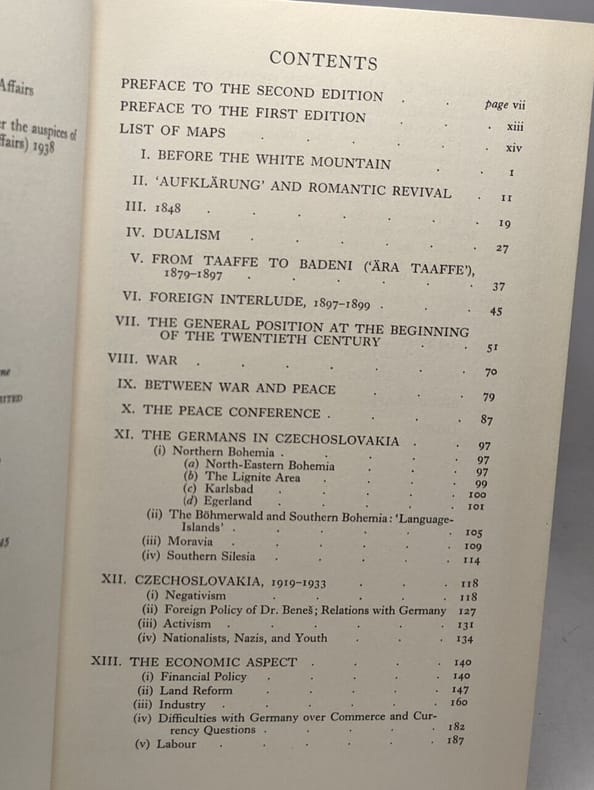 Affairs
r the auspices of
ffairs) 1938
ITED
45
CONTENTS
PREFACE TO THE SECOND EDITION . . page vii
PREFACE TO THE FIRST EDITION . . xiii
LIST OF MAPS . . . . . xiv
I. BEFORE THE WHITE MOUNTAIN . . 1
II. ‘AUFKLÄRUNG’ AND ROMANTIC REVIVAL . 11
III. 1848 . . . . . . . 19
IV. DUALISM . . . . . . 27
V. FROM TAAFFE TO BADENI (‘ÄRA TAAFFE’),
1879–1897 . . . . . . 37
VI. FOREIGN INTERLUDE, 1897–1899 . . . 45
VII. THE GENERAL POSITION AT THE BEGINNING
OF THE TWENTIETH CENTURY . . 51
VIII. WAR . . . . . . . 70
IX. BETWEEN WAR AND PEACE . . . 79
X. THE PEACE CONFERENCE . . . . 87
XI. THE GERMANS IN CZECHOSLOVAKIA . . 97
(i) Northern Bohemia . . . . . 97
(a) North-Eastern Bohemia . . . 97
(b) The Lignite Area . . . . 99
(c) Karlsbad . . . . . 100
(d) Egerland . . . . . 101
(ii) The Böhmerwald and Southern Bohemia: ‘Language-
Islands’ . . . . . . 105
(iii) Moravia . . . . . . 109
(iv) Southern Silesia . . . . . 114
XII. CZECHOSLOVAKIA, 1919–1933 . . . 118
(i) Negativism . . . . . 118
(ii) Foreign Policy of Dr. Beneš; Relations with Germany 127
(iii) Activism . . . . . . 131
(iv) Nationalists, Nazis, and Youth . . . 134
XIII. THE ECONOMIC ASPECT . . . . 140
(i) Financial Policy . . . . . 140
(ii) Land Reform . . . . . 147
(iii) Industry . . . . . . 160
(iv) Difficulties with Germany over Commerce and Cur-
rency Questions . . . . . 182
(v) Labour . . . . . . 187